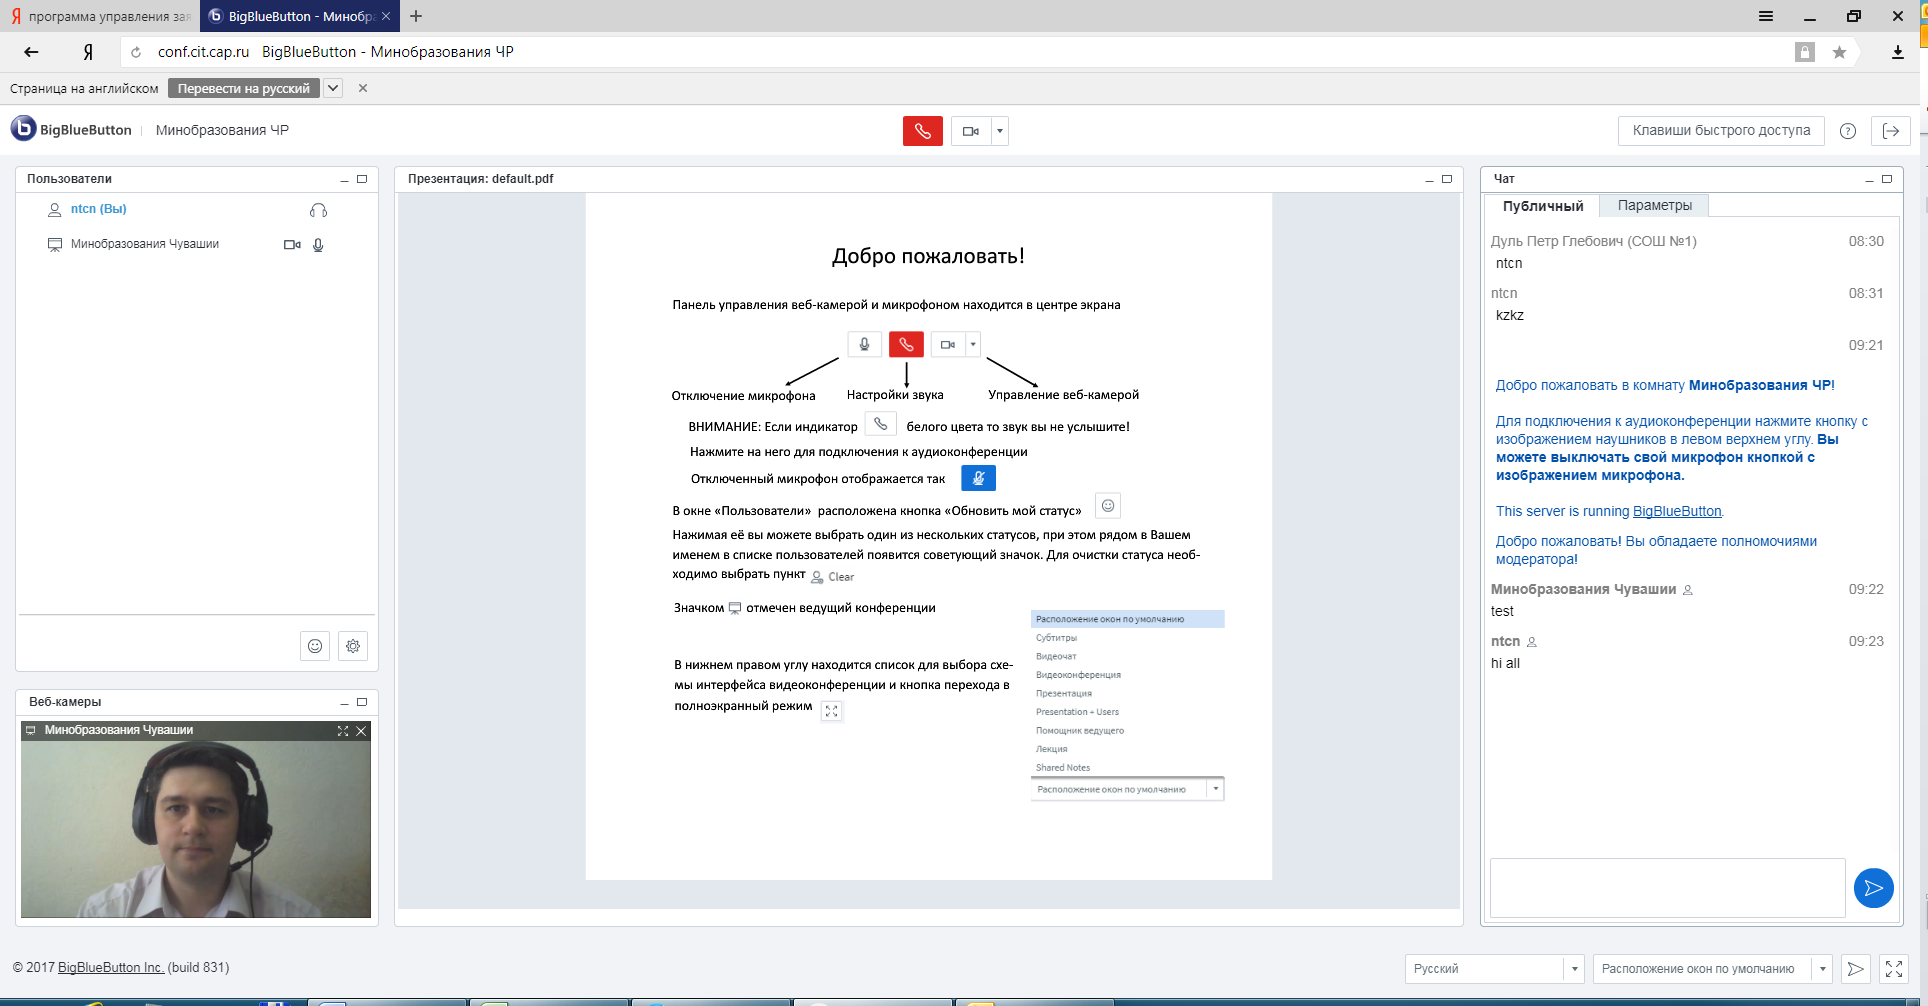 программа управления зая
BigBlueButton - Минобра
conf.cit.cap.ru BigBlueButton - Минобразования ЧР
Страница на английском Перевести на русский
BigBlueButton Минобразования ЧР
Клавиши быстрого доступа
Пользователи
ntcn (Вы)
Минобразования Чувашии
Веб-камеры
Минобразования Чувашии
Презентация: default.pdf
Добро пожаловать!
Панель управления веб-камерой и микрофоном находится в центре экрана
Отключение микрофона Настройки звука Управление веб-камерой
ВНИМАНИЕ: Если индикатор белого цвета то звук вы не услышите!
Нажмите на него для подключения к аудиоконференции
Отключенный микрофон отображается так
В окне «Пользователи» расположена кнопка «Обновить мой статус»
Нажимая её вы можете выбрать один из нескольких статусов, при этом рядом в Вашем
именем в списке пользователей появится советующий значок. Для очистки статуса необ-
ходимо выбрать пункт Clear
Значком отмечен ведущий конференции
В нижнем правом углу находится список для выбора схе-
мы интерфейса видеоконференции и кнопка перехода в
полноэкранный режим
Расположение окон по умолчанию
Субтитры
Видеочат
Видеоконференция
Презентация
Presentation + Users
Помощник ведущего
Лекция
Shared Notes
Расположение окон по умолчанию
Чат
Публичный Параметры
Дуль Петр Глебович (СОШ №1) 08:30
ntcn
ntcn 08:31
kzkz
09:21
Добро пожаловать в комнату Минобразования ЧР!
Для подключения к аудиоконференции нажмите кнопку с
изображением наушников в левом верхнем углу. Вы
можете выключать свой микрофон кнопкой с
изображением микрофона.
This server is running BigBlueButton.
Добро пожаловать! Вы обладаете полномочиями
модератора!
Минобразования Чувашии 09:22
test
ntcn 09:23
hi all
© 2017 BigBlueButton Inc. (build 831)
Русский
Расположение окон по умолчанию